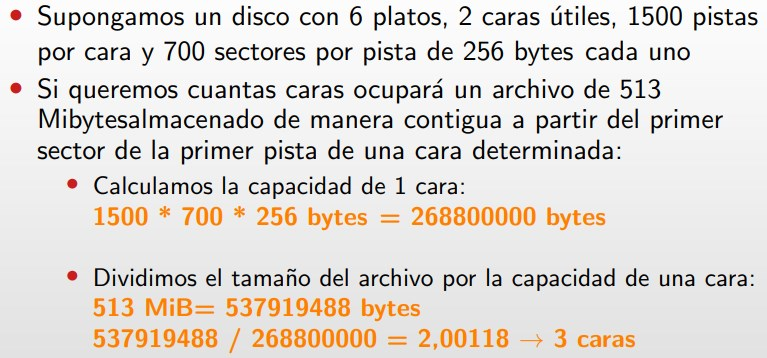 • Supongamos un disco con 6 platos, 2 caras útiles, 1500 pistas
por cara y 700 sectores por pista de 256 bytes cada uno
• Si queremos cuantas caras ocupará un archivo de 513
Mibytesalmacenado de manera contigua a partir del primer
sector de la primer pista de una cara determinada:
• Calculamos la capacidad de 1 cara:
1500 * 700 * 256 bytes = 268800000 bytes
• Dividimos el tamaño del archivo por la capacidad de una cara:
513 MiB= 537919488 bytes
537919488 / 268800000 = 2,00118 → 3 caras